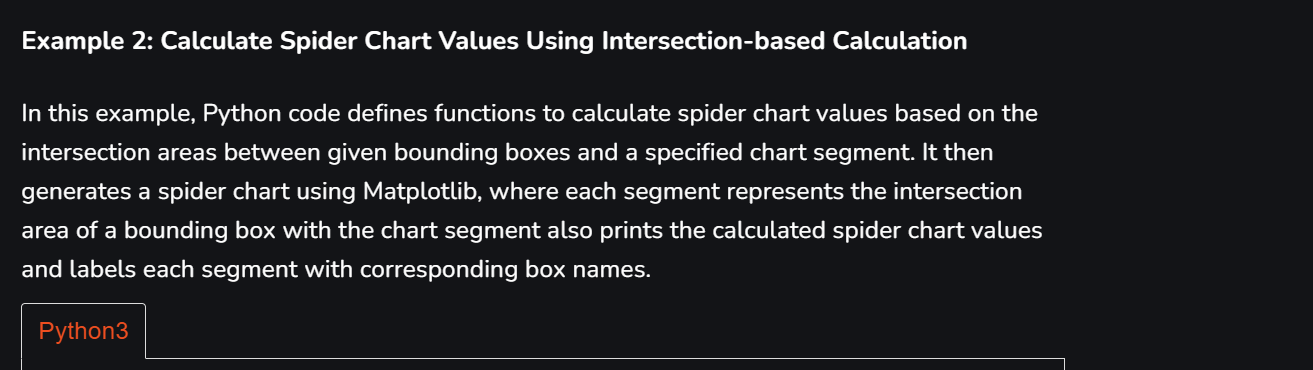 Example 2: Calculate Spider Chart Values Using Intersection-based Calculation
In this example, Python code defines functions to calculate spider chart values based on the
intersection areas between given bounding boxes and a specified chart segment. It then
generates a spider chart using Matplotlib, where each segment represents the intersection
area of a bounding box with the chart segment also prints the calculated spider chart values
and labels each segment with corresponding box names.
Python3